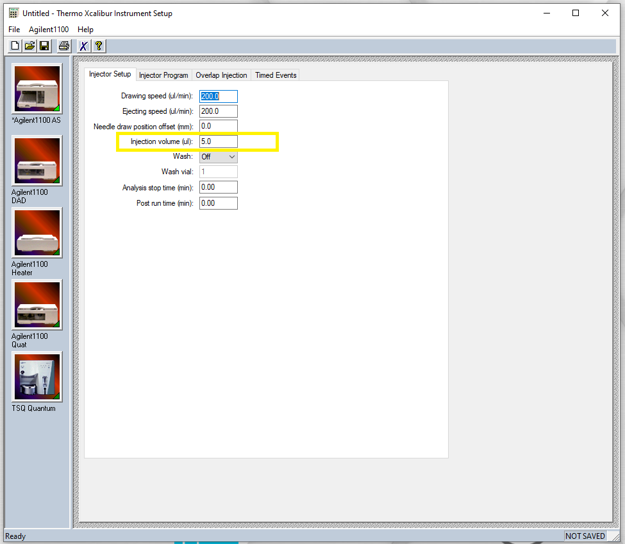 Untitled - Thermo Xcalibur Instrument Setup
File Agilent1100 Help
X ?
*Agilent1100 AS
Agilent1100
DAD
Agilent1100
Heater
Agilent1100
Quat
TSQ Quantum
Injector Setup Injector Program Overlap Injection Timed Events
Drawing speed (ul/min): 200.0
Ejecting speed (ul/min): 200.0
Needle draw position offset (mm): 0.0
Injection volume (ul): 5.0
Wash: Off
Wash vial: 1
Analysis stop time (min): 0.00
Post run time (min): 0.00
Ready NOT SAVED